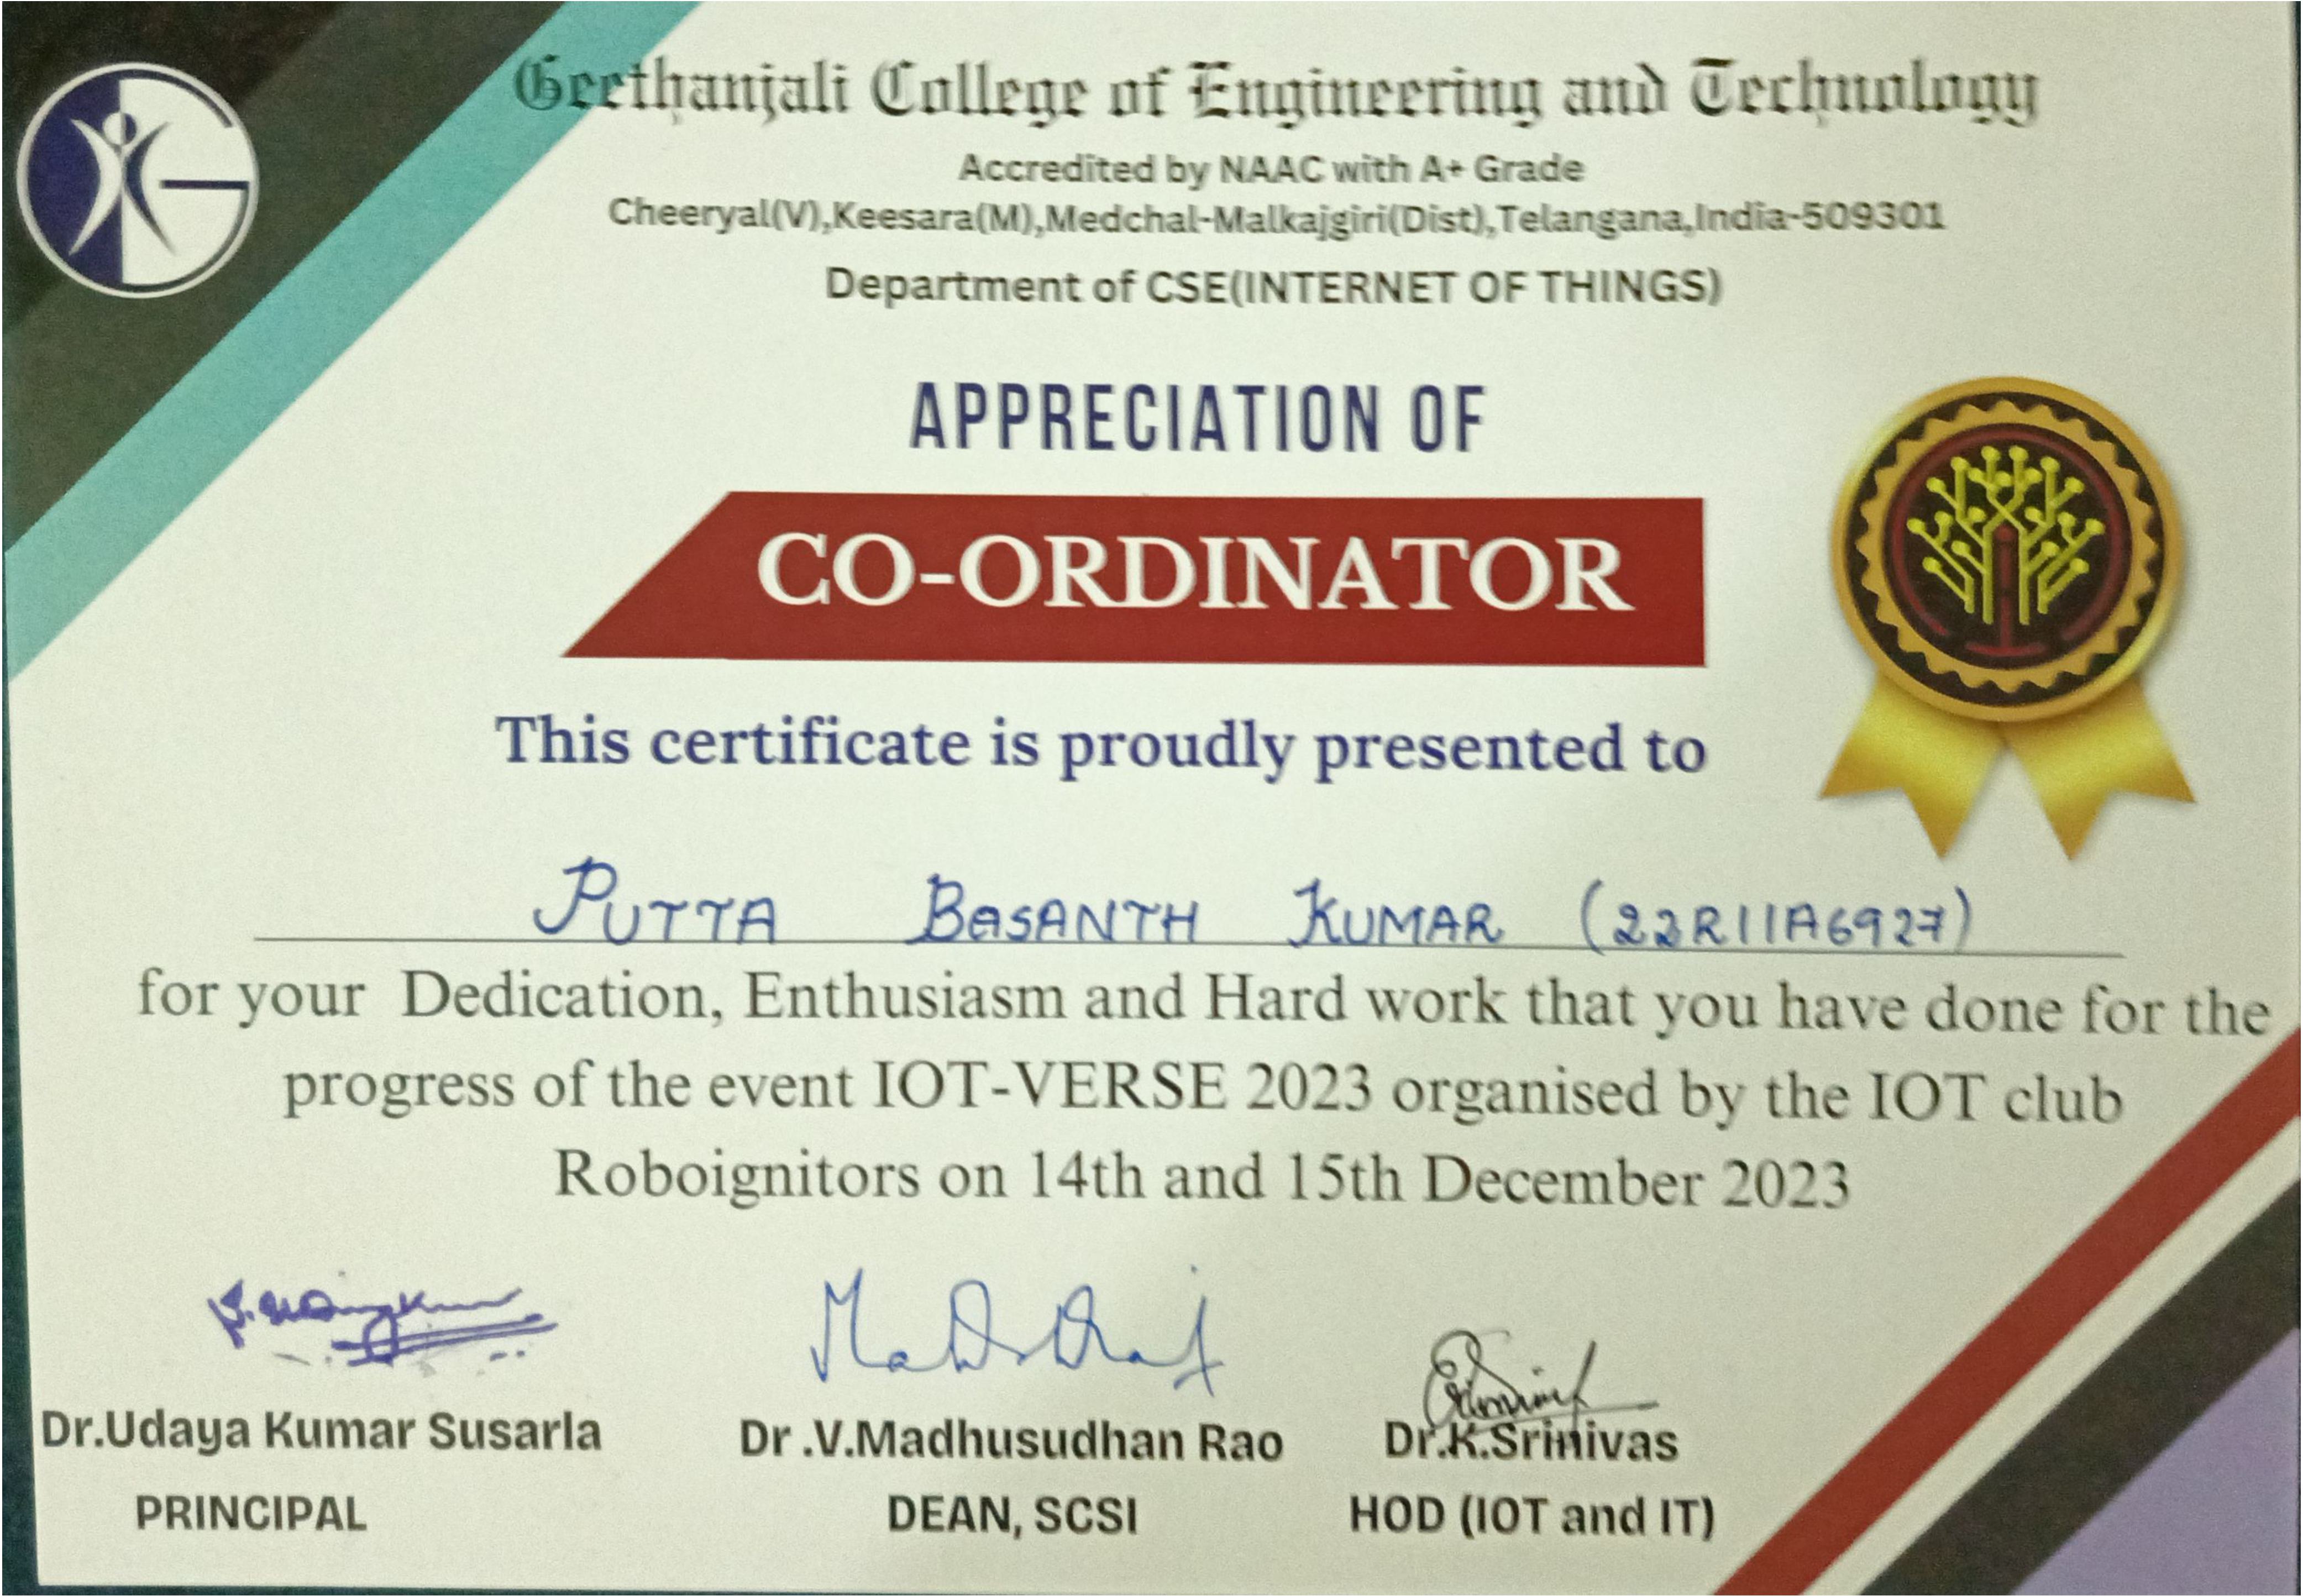 Geethanjali College of Engineering and Technology
Accredited by NAAC with A+ Grade
Cheeryal(V),Keesara(M),Medchal-Malkajgiri(Dist),Telangana,India-509301
Department of CSE(INTERNET OF THINGS)
APPRECIATION OF
CO-ORDINATOR
This certificate is proudly presented to
PUTTA BASANTH KUMAR (22R11A6927)
for your Dedication, Enthusiasm and Hard work that you have done for the
progress of the event IOT-VERSE 2023 organised by the IOT club
Roboignitors on 14th and 15th December 2023
Dr.Udaya Kumar Susarla Dr .V.Madhusudhan Rao Dr.K.Srinivas
PRINCIPAL DEAN, SCSI HOD (IOT and IT)